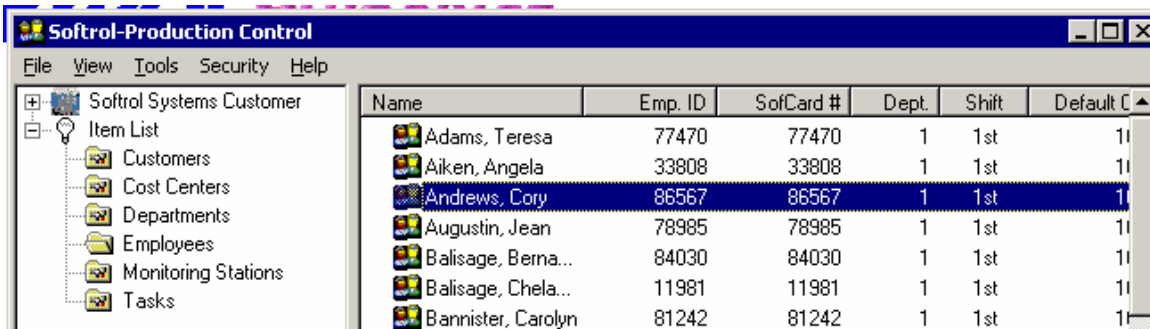 Softrol-Production Control
File View Tools Security Help
Softrol Systems Customer
Item List
Customers
Cost Centers
Departments
Employees
Monitoring Stations
Tasks
Name Emp. ID SofCard # Dept. Shift Default
Adams, Teresa 77470 77470 1 1st
Aiken, Angela 33808 33808 1 1st
Andrews, Cory 86567 86567 1 1st
Augustin, Jean 78985 78985 1 1st
Balisage, Berna... 84030 84030 1 1st
Balisage, Chela... 11981 11981 1 1st
Bannister, Carolyn 81242 81242 1 1st